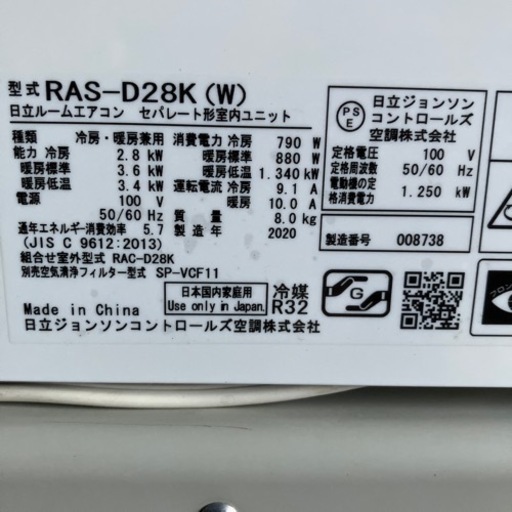 型式 RAS-D28K (W)
日立ルームエアコン セパレート形室内ユニット
種類 冷房・暖房兼用
能力 冷房 2.8 kW
暖房標準 3.6 kW
暖房低温 3.4 kW
電源 100 V
50/60 Hz
通年エネルギー消費効率 5.7
(JIS C 9612:2013)
消費電力 冷房 790 W
暖房標準 880 W
暖房低温 1.340 kW
運転電流 冷房 9.1 A
暖房 10.0 A
質量 8.0 kg
製造年 2020
組合せ室外型式 RAC-D28K
別売空気清浄フィルター型式 SP-VCF11
日本国内家庭用
Use only in Japan.
冷媒
R32
Made in China
日立ジョンソンコントロールズ空調株式会社
PS
E
日立ジョンソン
コントロールズ
空調株式会社
定格電圧 100 V
定格周波数 50/60 Hz
電動機の定
格消費電力 1.250 kW
製造番号 008738
G
フロン